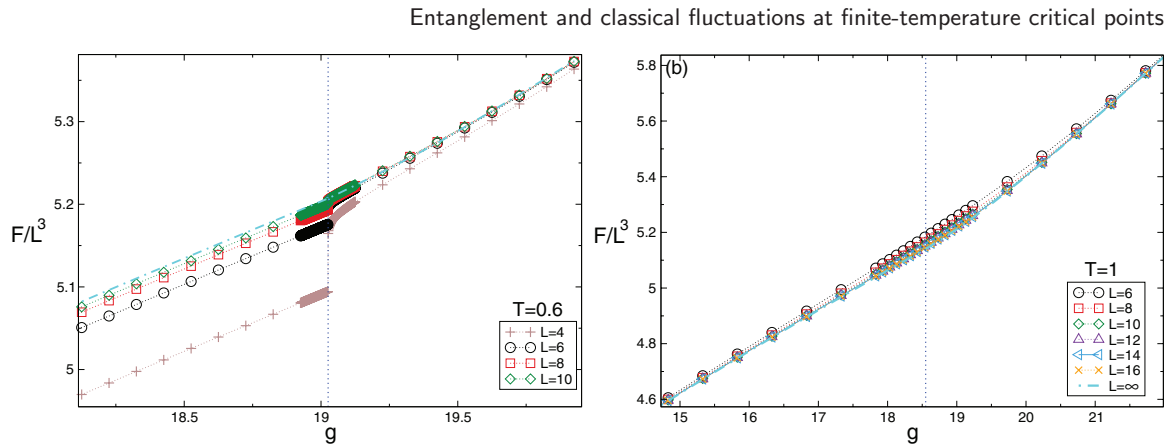 Entanglement and classical fluctuations at finite-temperature critical points
F/L³
5.3
5.2
5.1
5
18.5
19
19.5
g
T=0.6
L=4
L=6
L=8
L=10
(b)
F/L³
5.8
5.6
5.4
5.2
5
4.8
4.6
15
16
17
18
19
20
21
g
T=1
L=6
L=8
L=10
L=12
L=14
L=16
L=∞